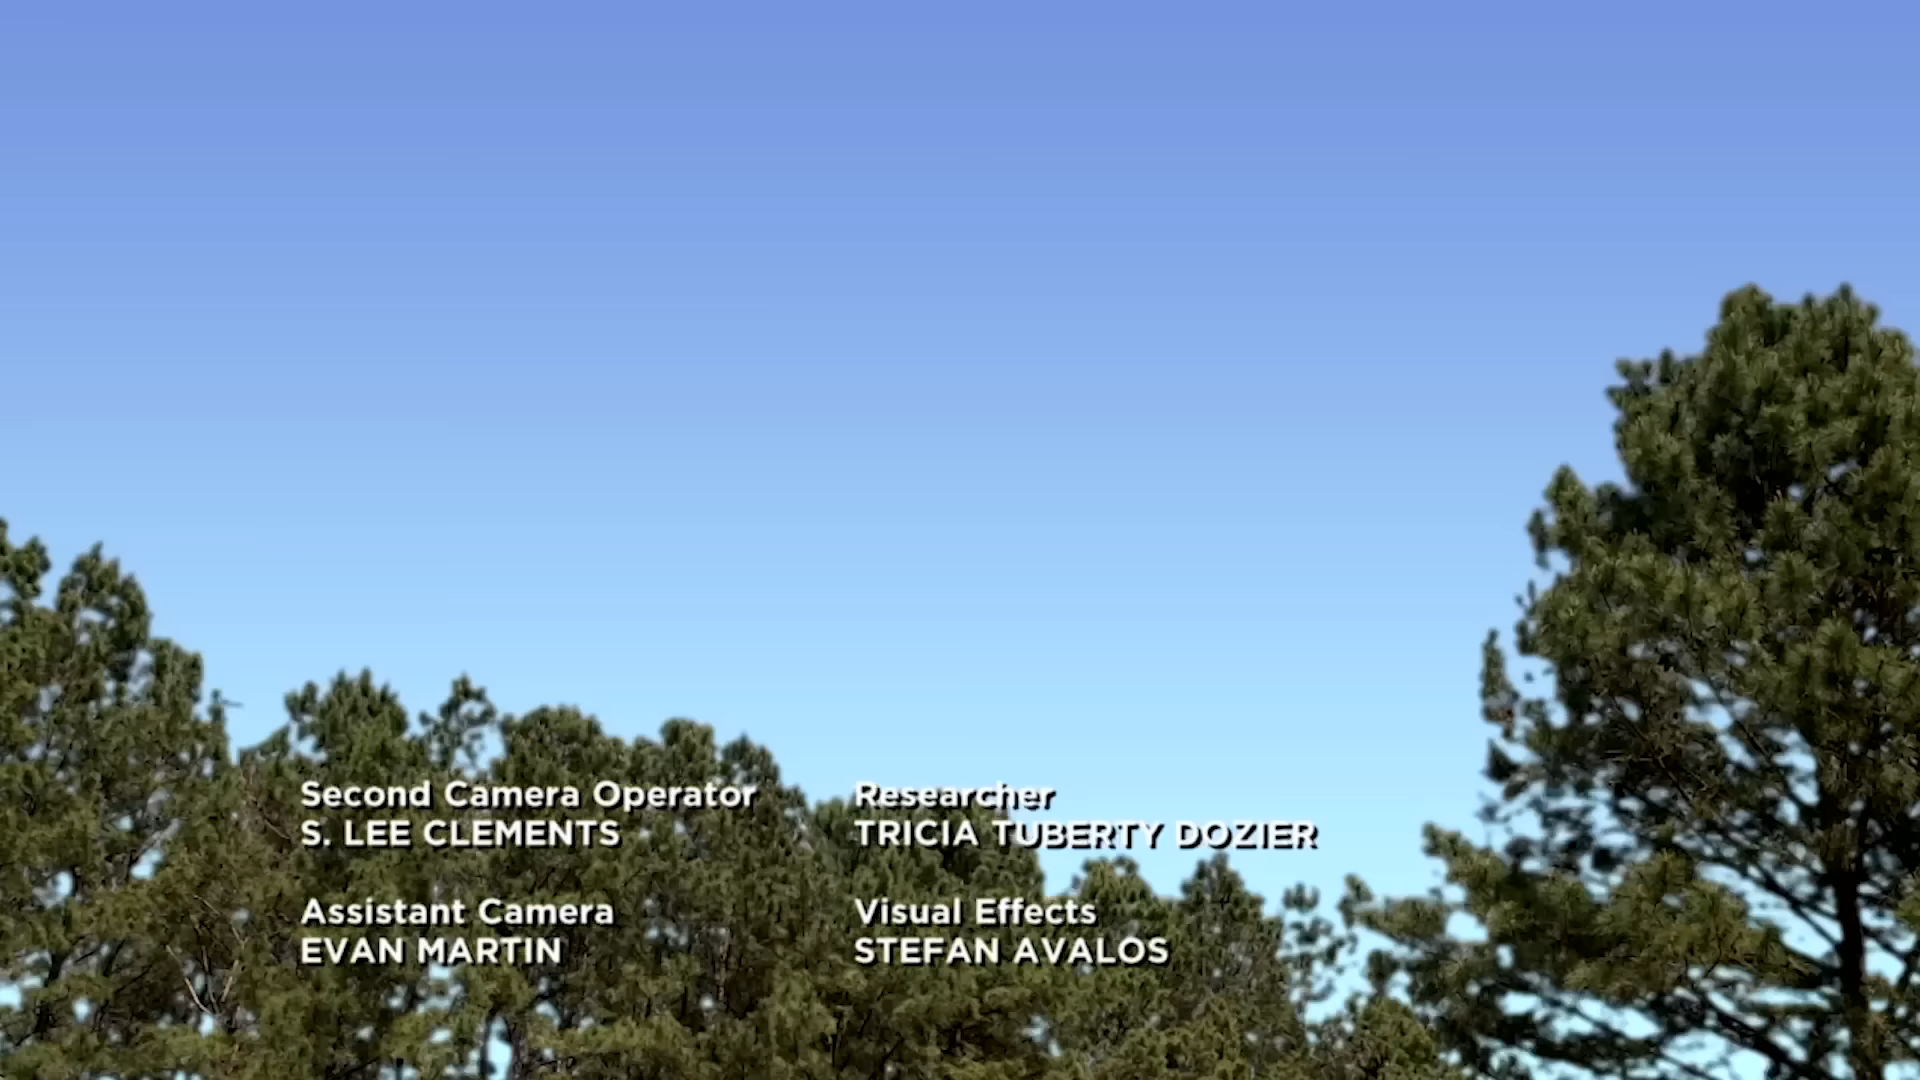 Second Camera Operator
S. LEE CLEMENTS
Assistant Camera
EVAN MARTIN
Researcher
TRICIA TUBERTY DOZIER
Visual Effects
STEFAN AVALOS